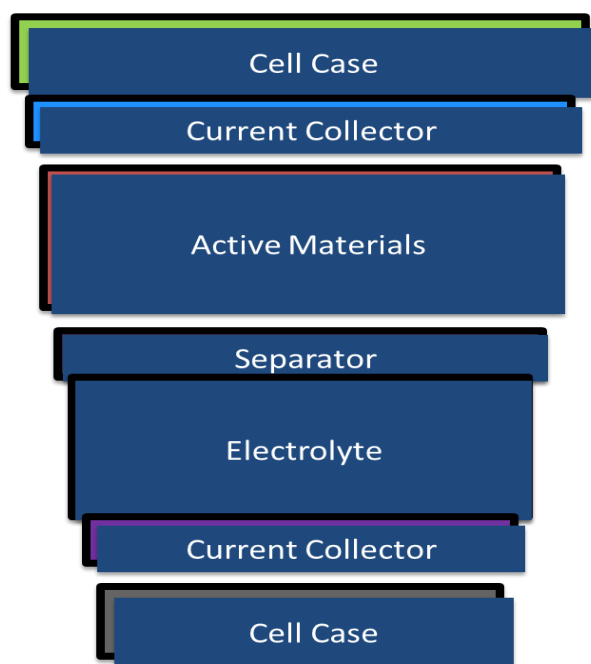 Cell Case
Current Collector
Active Materials
Separator
Electrolyte
Current Collector
Cell Case